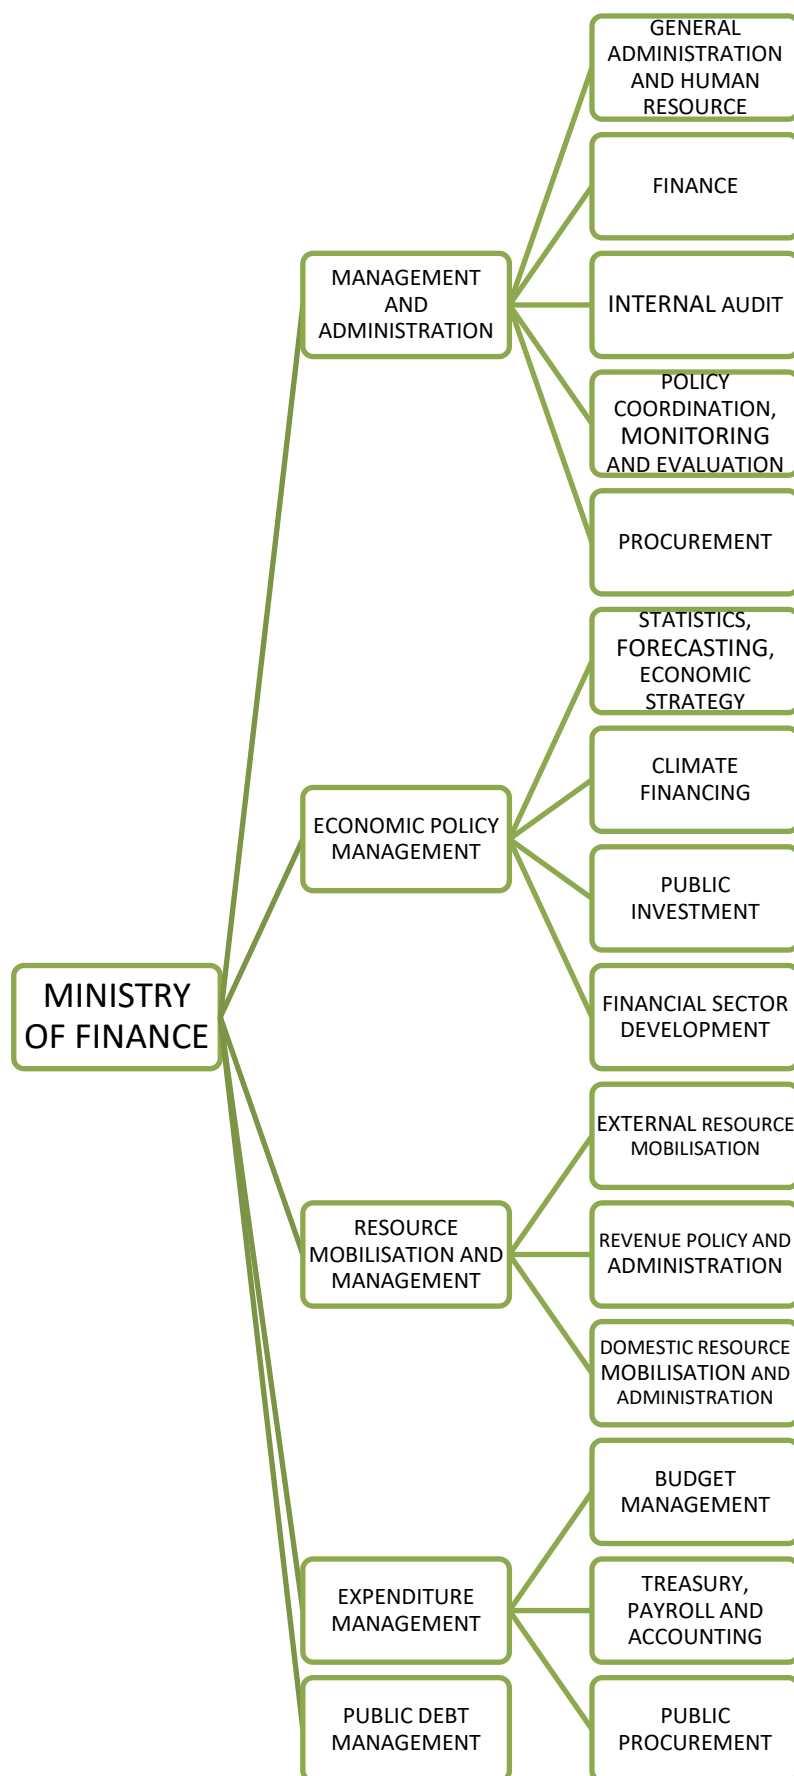 MINISTRY
OF FINANCE
MANAGEMENT
AND
ADMINISTRATION
GENERAL
ADMINISTRATION
AND HUMAN
RESOURCE
FINANCE
INTERNAL AUDIT
POLICY
COORDINATION,
MONITORING
AND EVALUATION
PROCUREMENT
ECONOMIC POLICY
MANAGEMENT
STATISTICS,
FORECASTING,
ECONOMIC
STRATEGY
CLIMATE
FINANCING
PUBLIC
INVESTMENT
FINANCIAL SECTOR
DEVELOPMENT
RESOURCE
MOBILISATION AND
MANAGEMENT
EXTERNAL RESOURCE
MOBILISATION
REVENUE POLICY AND
ADMINISTRATION
DOMESTIC RESOURCE
MOBILISATION AND
ADMINISTRATION
EXPENDITURE
MANAGEMENT
BUDGET
MANAGEMENT
TREASURY,
PAYROLL AND
ACCOUNTING
PUBLIC
PROCUREMENT
PUBLIC DEBT
MANAGEMENT